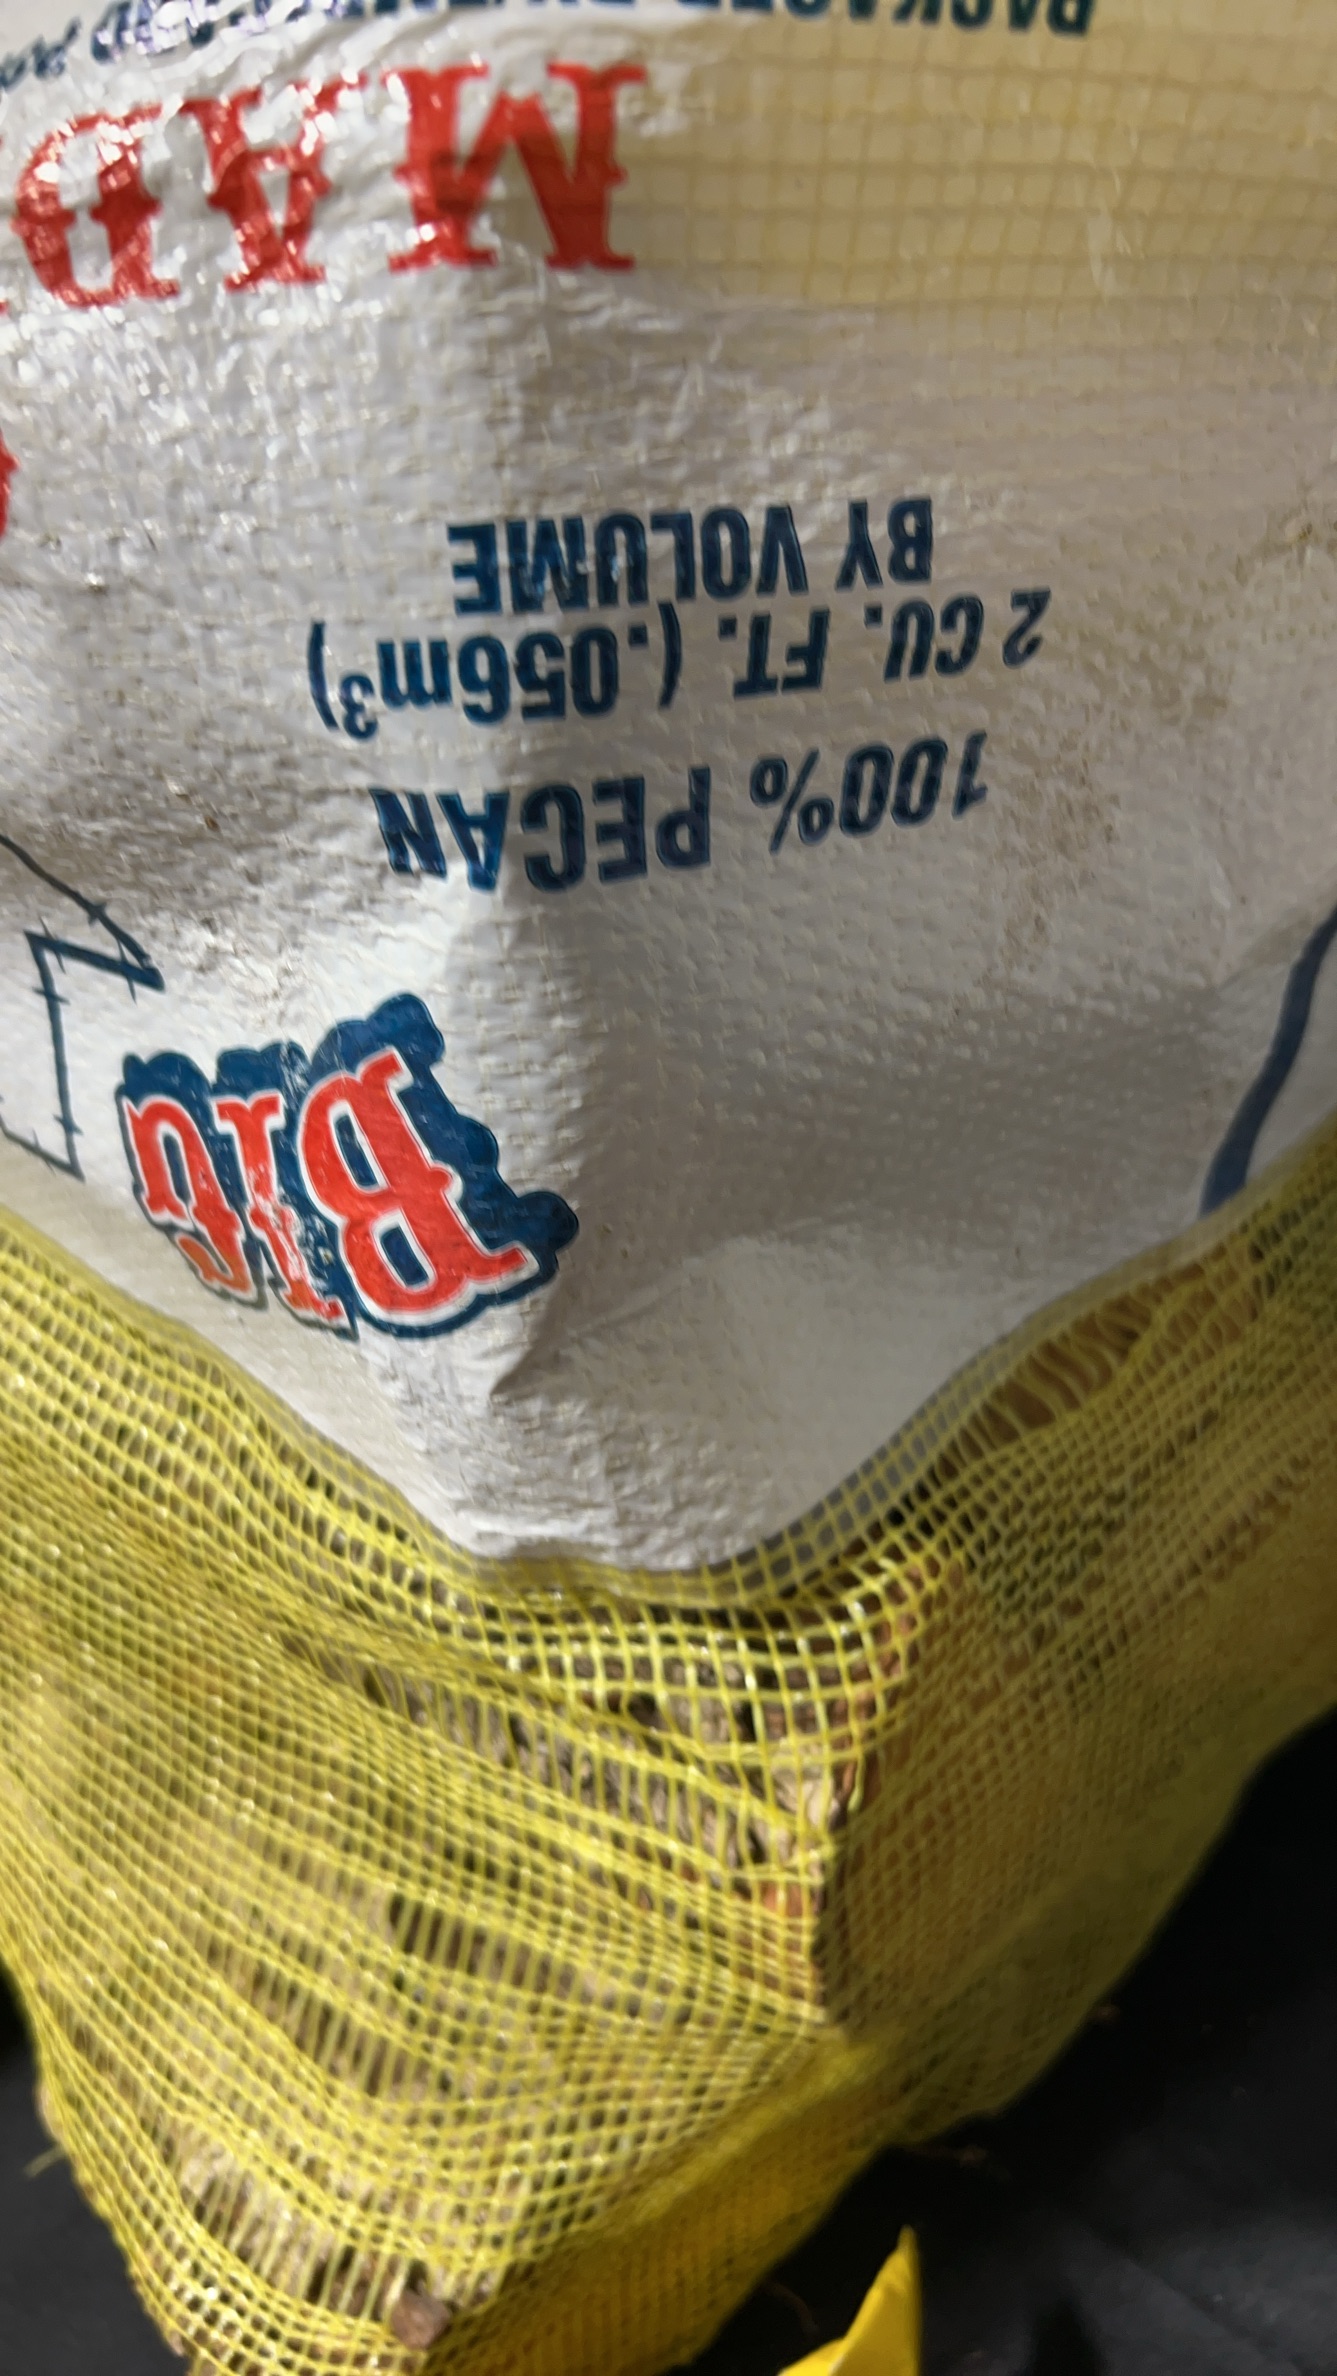 BIG
100% PECAN
2 CU. FT. (.056m³)
BY VOLUME
MAD